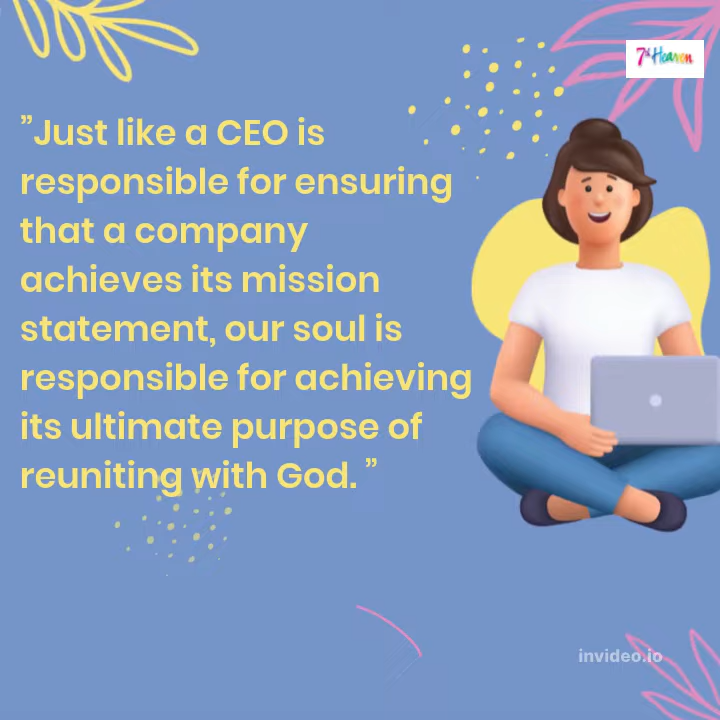 7th Heaven
”Just like a CEO is
responsible for ensuring
that a company
achieves its mission
statement, our soul is
responsible for achieving
its ultimate purpose of
reuniting with God. ”
invideo.io